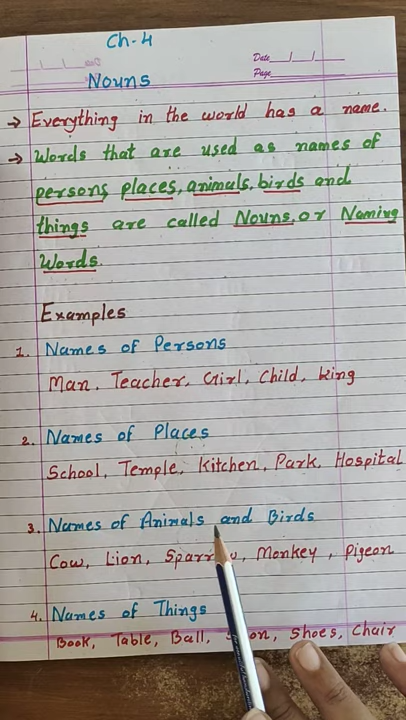 Ch-4
Date
Page
Nouns
→ Everything in the world has a name.
→ Words that are used as names of
persons places, animals, birds and
things are called Nouns, or Naming
Words.
Examples
1. Names of Persons
Man, Teacher, Girl, Child, King
2. Names of Places
School, Temple, Kitchen, Park, Hospital
3. Names of Animals and Birds
Cow, Lion, Sparrow, Monkey, Pigeon
4. Names of Things
Book, Table, Ball, Shoes, Chair